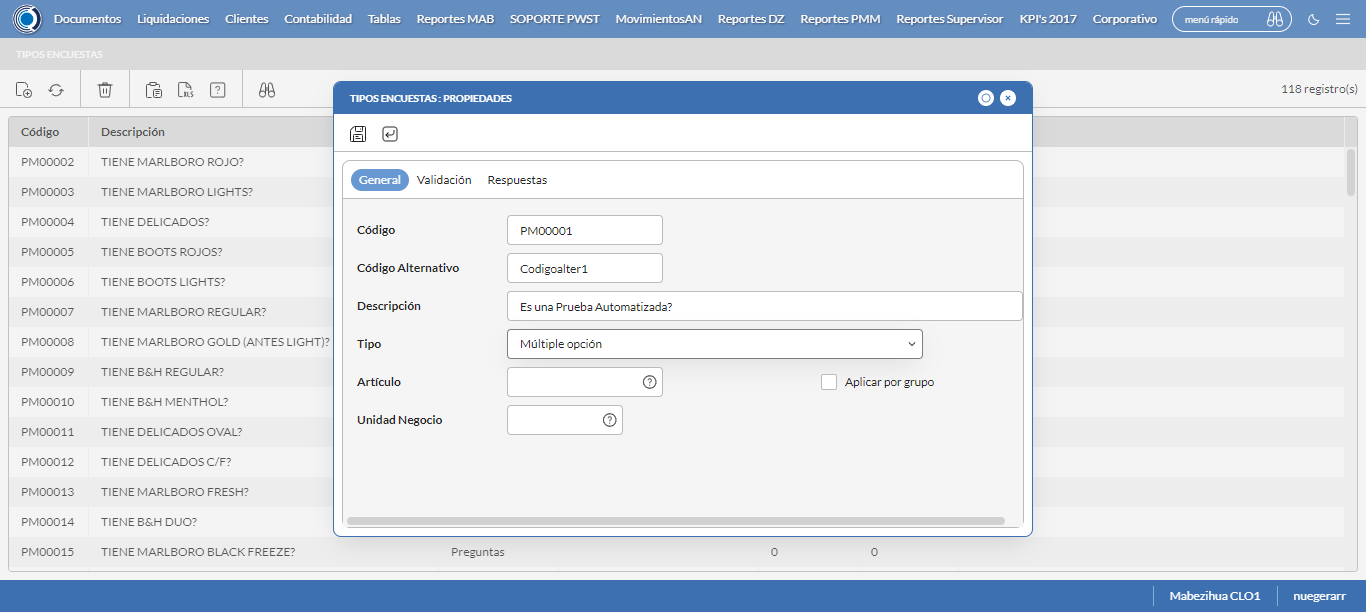 Documentos Liquidaciones Clientes Contabilidad Tablas Reportes MAB SOPORTE PWST MovimientosAN Reportes DZ Reportes PMM Reportes Supervisor KPI's 2017 Corporativo menú rápido
TIPOS ENCUESTAS
XLS ? 118 registro(s)
TIPOS ENCUESTAS : PROPIEDADES
General Validación Respuestas
Código PM00001
Código Alternativo Codigoalter1
Descripción Es una Prueba Automatizada?
Tipo Múltiple opción
Artículo ? Aplicar por grupo
Unidad Negocio ?
Código Descripción
PM00002 TIENE MARLBORO ROJO?
PM00003 TIENE MARLBORO LIGHTS?
PM00004 TIENE DELICADOS?
PM00005 TIENE BOOTS ROJOS?
PM00006 TIENE BOOTS LIGHTS?
PM00007 TIENE MARLBORO REGULAR?
PM00008 TIENE MARLBORO GOLD (ANTES LIGHT)?
PM00009 TIENE B&H REGULAR?
PM00010 TIENE B&H MENTHOL?
PM00011 TIENE DELICADOS OVAL?
PM00012 TIENE DELICADOS C/F?
PM00013 TIENE MARLBORO FRESH?
PM00014 TIENE B&H DUO?
PM00015 TIENE MARLBORO BLACK FREEZE? Preguntas 0 0
Mabezihua CLO1 nuegerarr